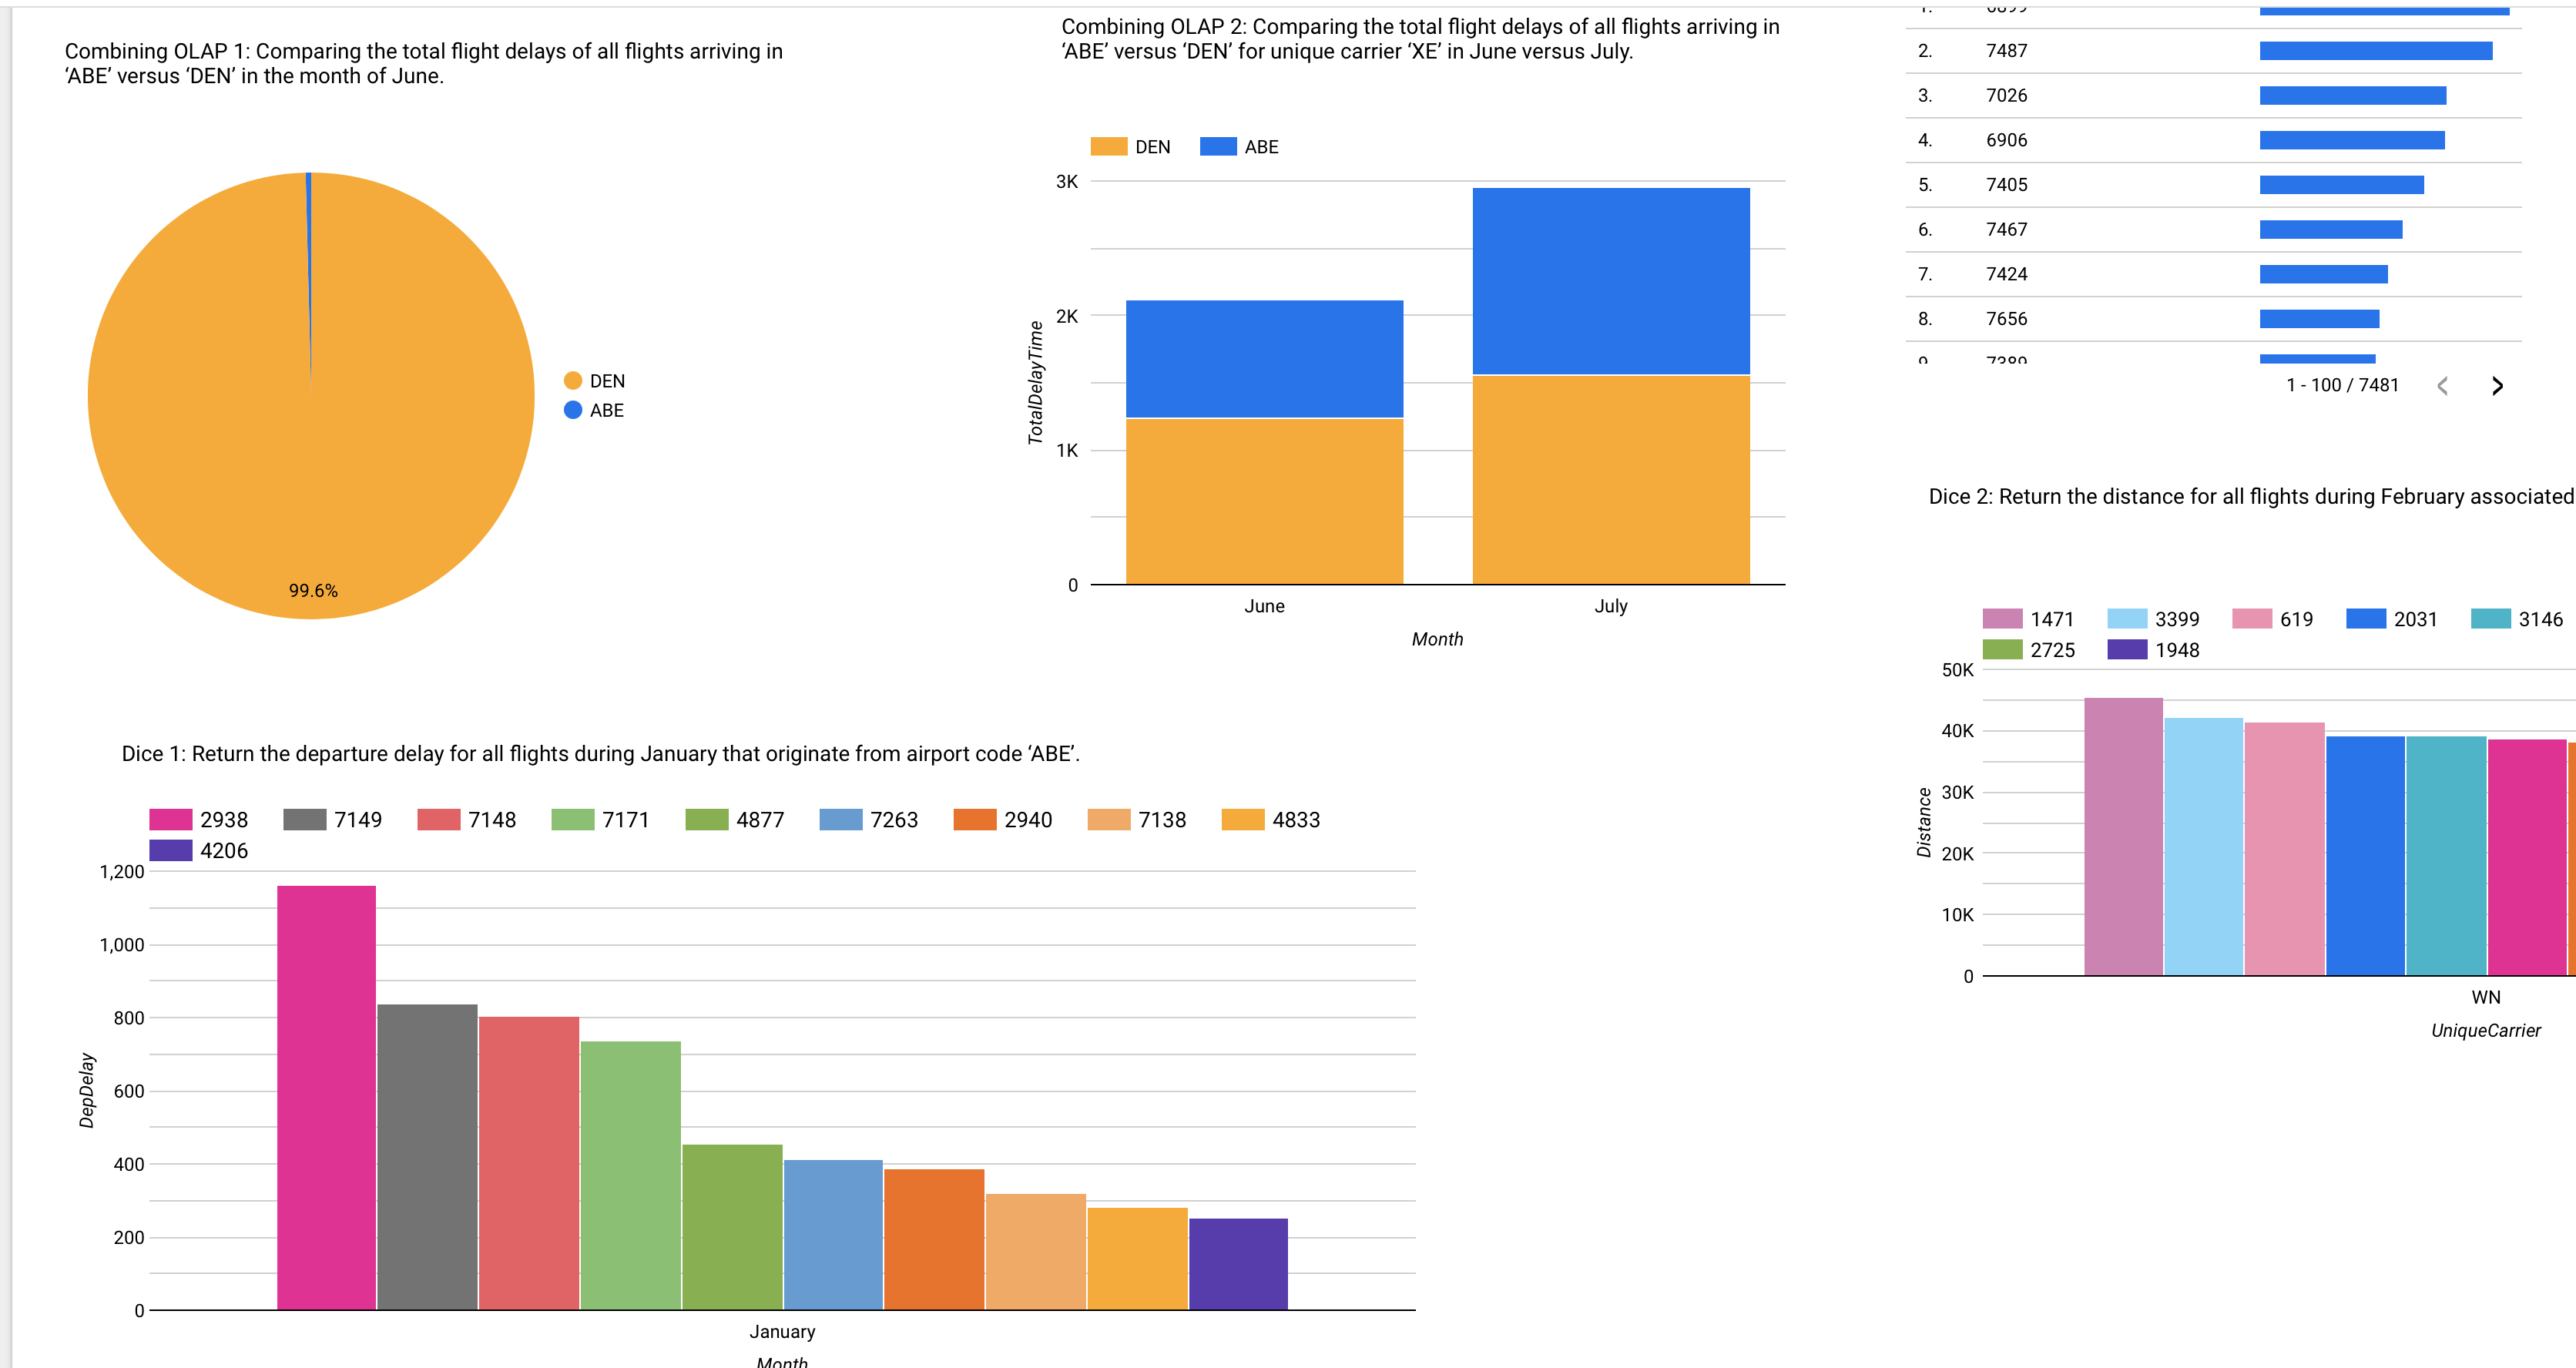 Combining OLAP 1: Comparing the total flight delays of all flights arriving in
‘ABE’ versus ‘DEN’ in the month of June.
99.6%
DEN
ABE
Combining OLAP 2: Comparing the total flight delays of all flights arriving in
‘ABE’ versus ‘DEN’ for unique carrier ‘XE’ in June versus July.
DEN ABE
3K
2K
1K
0
TotalDelayTime
June July
Month
2. 7487
3. 7026
4. 6906
5. 7405
6. 7467
7. 7424
8. 7656
9. 7389
1 - 100 / 7481
Dice 1: Return the departure delay for all flights during January that originate from airport code ‘ABE’.
2938 7149 7148 7171 4877 7263 2940 7138 4833
4206
1,200
1,000
800
600
400
200
0
DepDelay
January
Month
Dice 2: Return the distance for all flights during February associated
1471 3399 619 2031 3146
2725 1948
50K
40K
30K
20K
10K
0
Distance
WN
UniqueCarrier